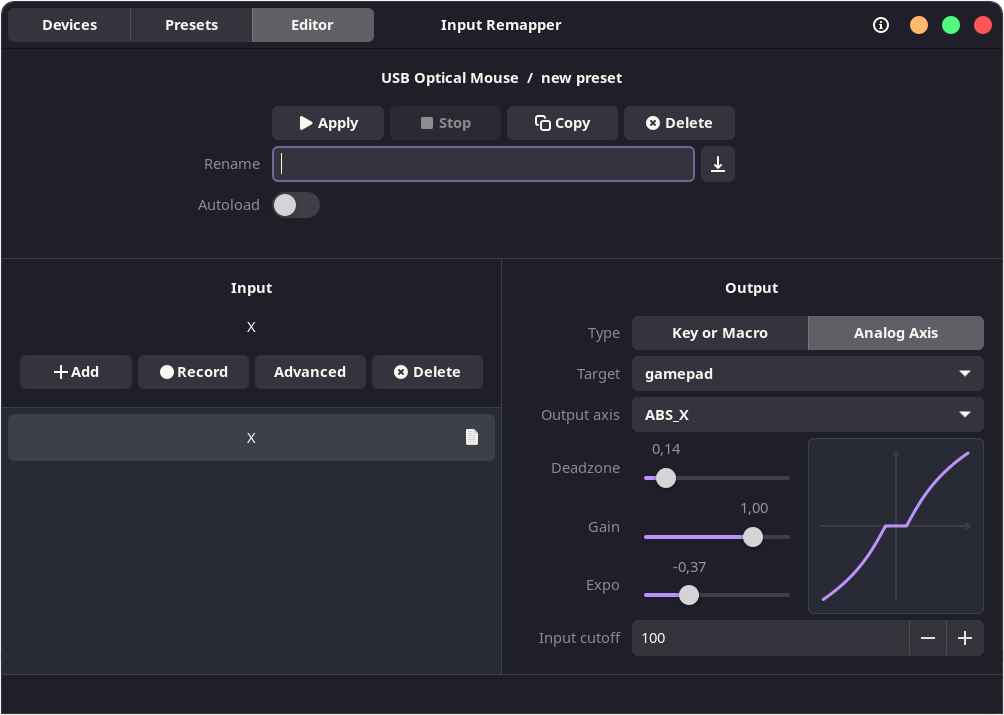 Devices Presets Editor Input Remapper
USB Optical Mouse / new preset
Apply Stop Copy Delete
Rename
Autoload
Input
X
Add Record Advanced Delete
X
Output
Type Key or Macro Analog Axis
Target gamepad
Output axis ABS_X
0,14
Deadzone
1,00
Gain
-0,37
Expo
Input cutoff 100